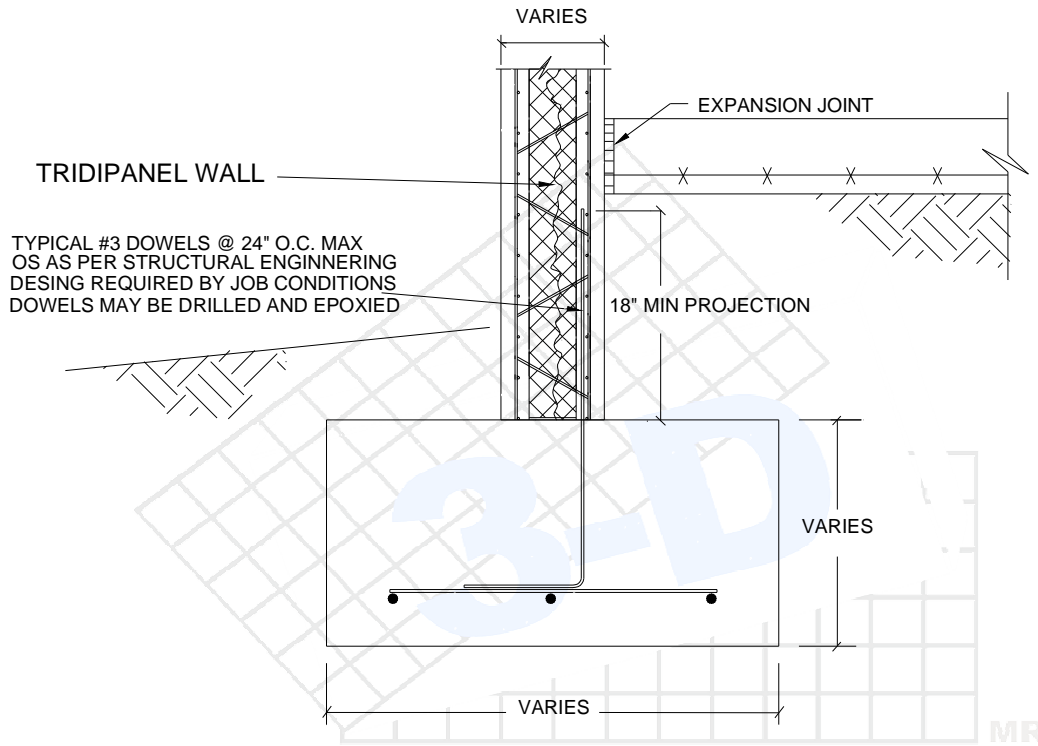 VARIES
EXPANSION JOINT
TRIDIPANEL WALL
TYPICAL #3 DOWELS @ 24" O.C. MAX
OS AS PER STRUCTURAL ENGINNERING
DESING REQUIRED BY JOB CONDITIONS
DOWELS MAY BE DRILLED AND EPOXIED
18" MIN PROJECTION
3-D
VARIES
VARIES
MR